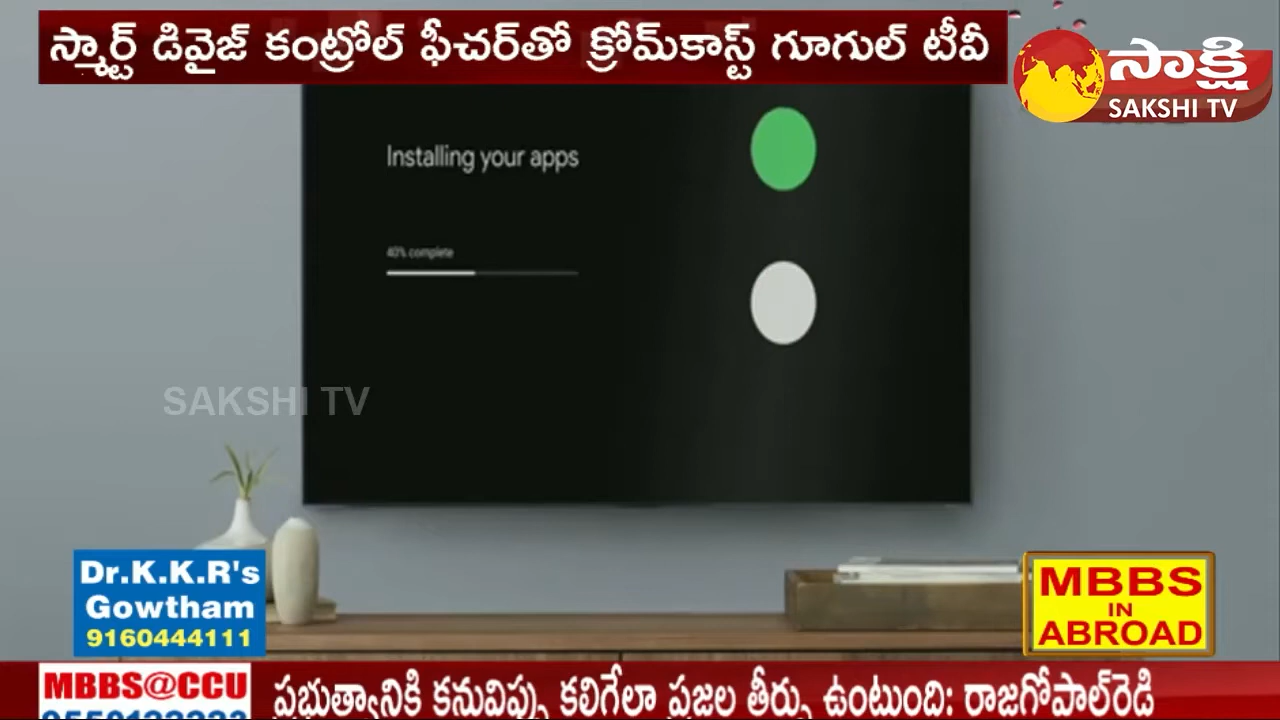 స్మార్ట్ డివైజ్ కంట్రోల్ ఫీచర్‌తో క్రోమ్‌కాస్ట్ గూగుల్ టీవీ
సాక్షి
SAKSHI TV
Installing your apps
40% complete
SAKSHI TV
Dr.K.K.R's
Gowtham
9160444111
MBBS
IN
ABROAD
MBBS@CCU
ప్రభుత్వానికి కనువిప్పు కలిగేలా ప్రజల తీర్పు ఉంటుంది: రాజగోపాల్‌రెడ్డి